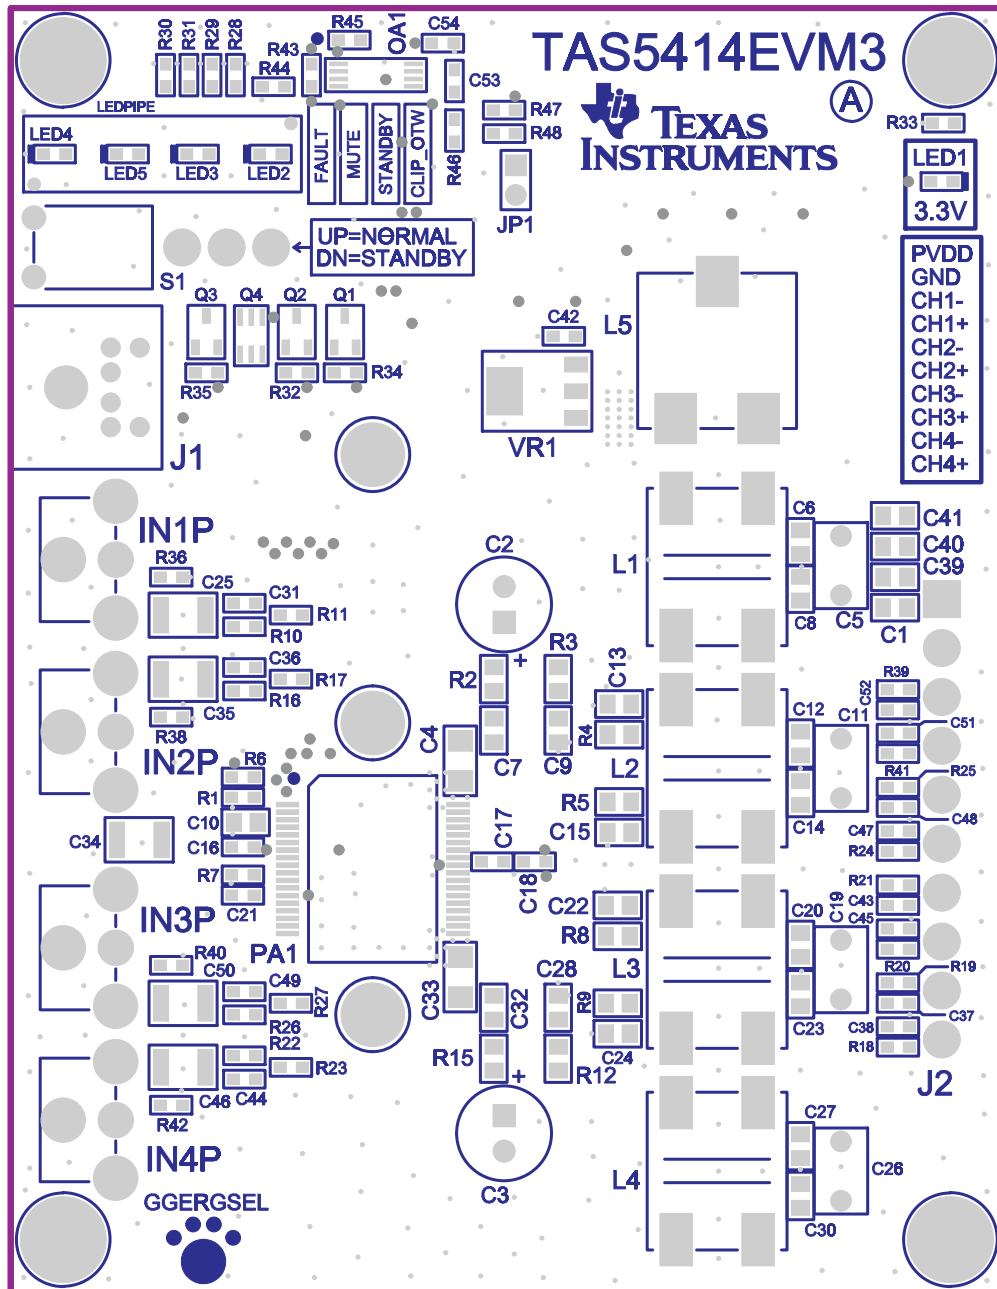 R30
R31
R29
R28
R43
R44
R45
OA1
C54
C53
R46
TAS5414EVM3
TEXAS
INSTRUMENTS
A
R33
LEDPIPE
LED4
LED5
LED3
LED2
FAULT
MUTE
STANDBY
CLIP_OTW
R47
R48
JP1
LED1
3.3V
S1
UP=NORMAL
DN=STANDBY
PVDD
GND
CH1-
CH1+
CH2-
CH2+
CH3-
CH3+
CH4-
CH4+
Q3
Q4
Q2
Q1
R35
R32
R34
C42
L5
VR1
J1
IN1P
R36
C25
C31
R11
R10
C2
L1
C6
C8
C5
C41
C40
C39
C1
C36
R17
R16
C35
R38
IN2P
R6
R1
C10
C34
C16
R7
C21
C4
R2
C7
R3
C9
C13
R4
L2
R5
C15
C12
C14
C11
R39
C52
C51
R41
R25
C48
C47
R24
C17
C18
IN3P
PA1
R40
C50
C49
R27
R26
C33
C32
C28
C22
R8
L3
R9
C24
C20
C23
C19
R21
C43
C45
R20
R19
C37
C38
R18
J2
R22
R23
C46
C44
R42
R15
R12
IN4P
C3
L4
C27
C26
C30
GGERGSEL